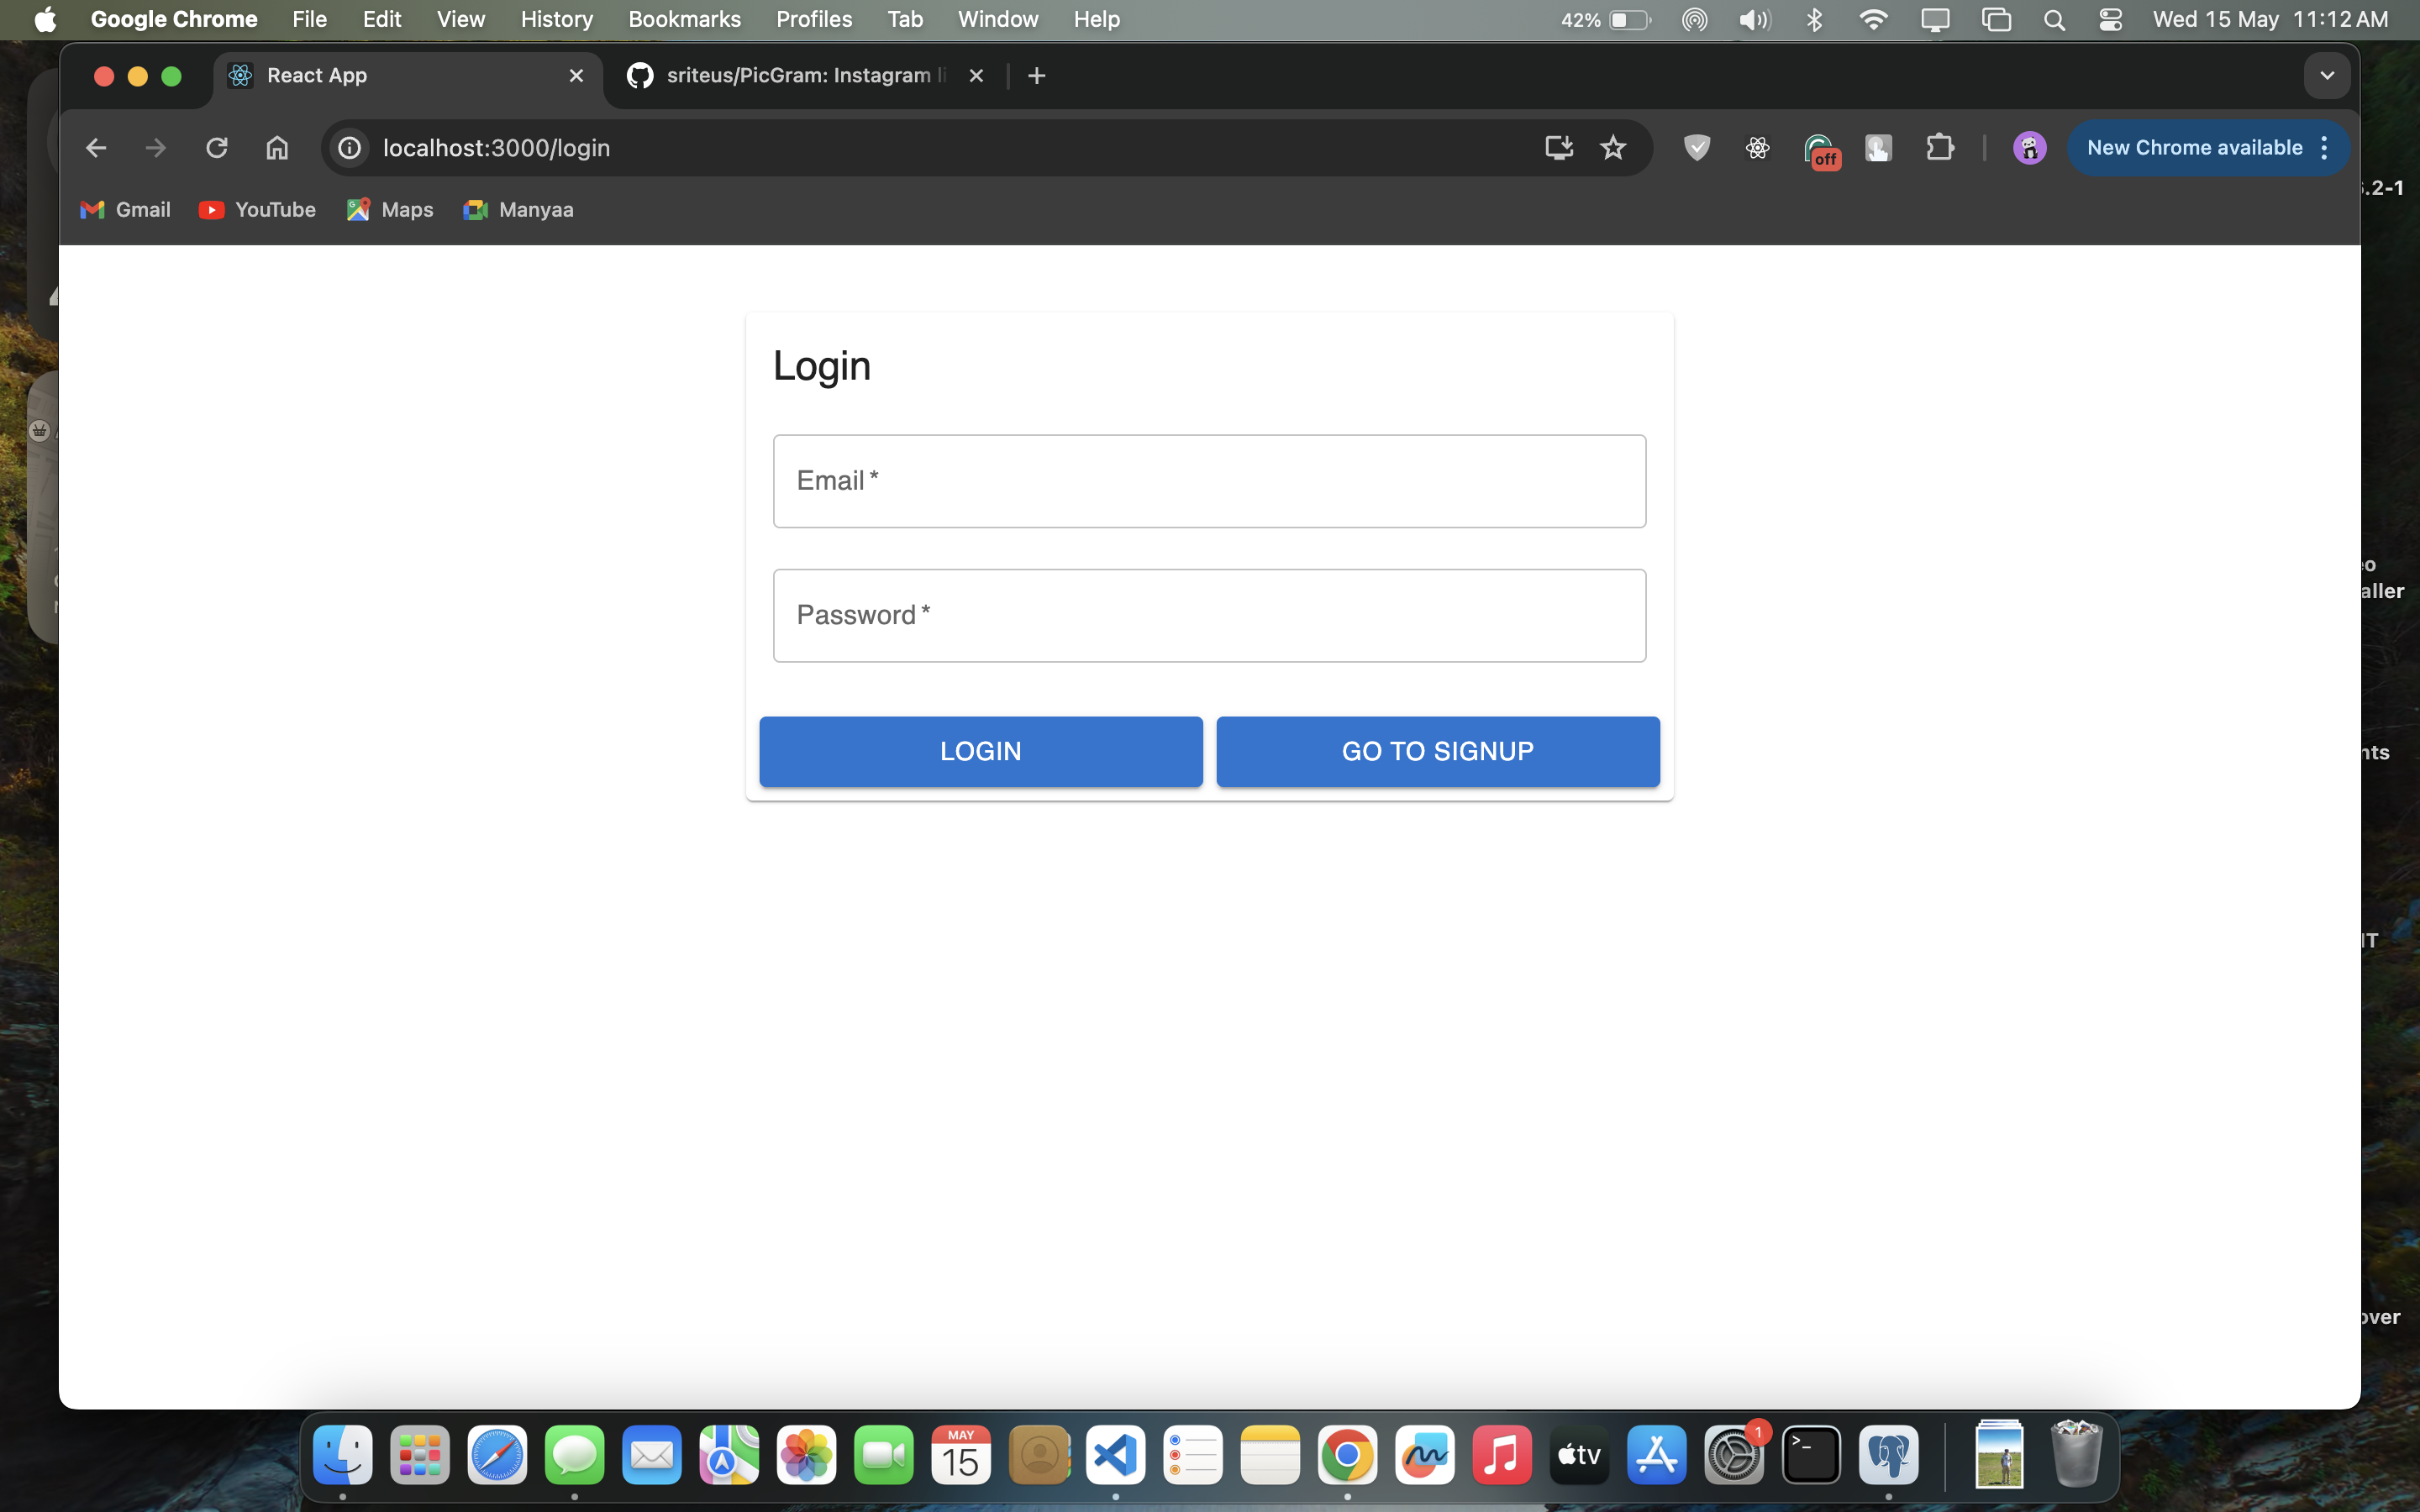 Google Chrome File Edit View History Bookmarks Profiles Tab Window Help 42% Wed 15 May 11:12 AM
React App sriteus/PicGram: Instagram li
localhost:3000/login off New Chrome available
Gmail YouTube Maps Manyaa
.2-1
Login
Email *
Password *
aller
LOGIN GO TO SIGNUP
nts
IT
over
MAY
15
tv
1